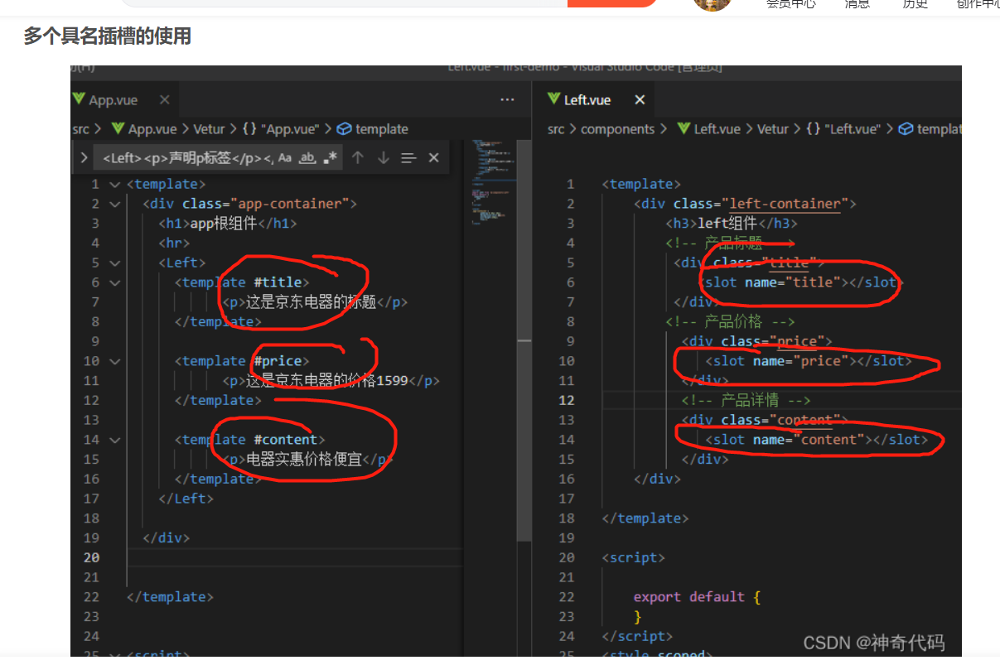 会员中心 消息 历史 创作中心
多个具名插槽的使用
Left.vue - first-demo - Visual Studio Code [管理员]
App.vue
Left.vue
src > App.vue > Vetur > {} "App.vue" > template
src > components > Left.vue > Vetur > {} "Left.vue" > templat
<Left><p>声明p标签</p><, Aa ab .*
1 <template>
2 <div class="app-container">
3 <h1>app根组件</h1>
4 <hr>
5 <Left>
6 <template #title>
7 <p>这是京东电器的标题</p>
8 </template>
9
10 <template #price>
11 <p>这是京东电器的价格1599</p>
12 </template>
13
14 <template #content>
15 <p>电器实惠价格便宜</p>
16 </template>
17 </Left>
18
19 </div>
20
21
22 </template>
23
24
25 <script>
1 <template>
2 <div class="left-container">
3 <h3>left组件</h3>
4 <!-- 产品标题 -->
5 <div class="title">
6 <slot name="title"></slot>
7 </div>
8 <!-- 产品价格 -->
9 <div class="price">
10 <slot name="price"></slot>
11 </div>
12 <!-- 产品详情 -->
13 <div class="content">
14 <slot name="content"></slot>
15 </div>
16 </div>
17
18 </template>
19
20 <script>
21
22 export default {
23 }
24 </script>
25 <style scoped>
CSDN @神奇代码